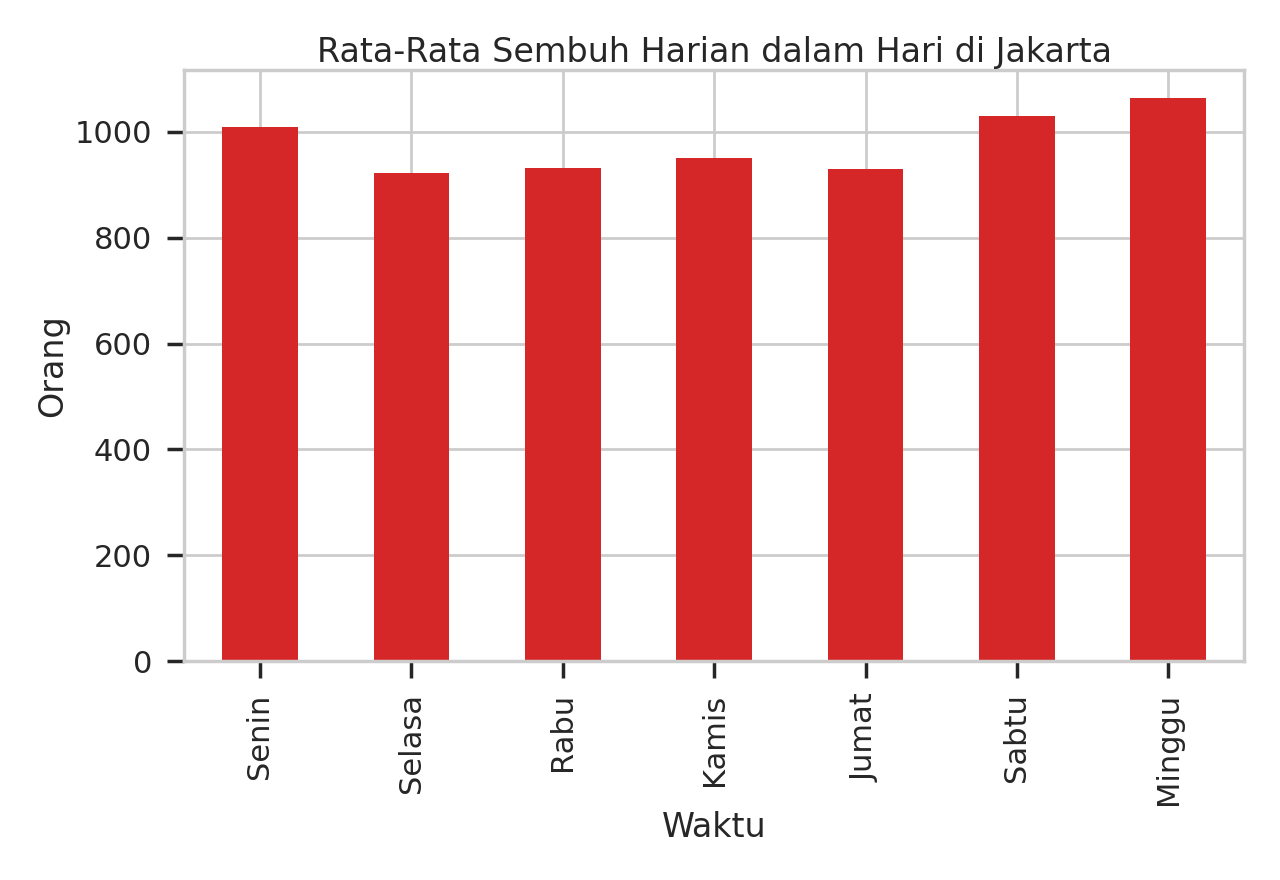 Rata-Rata Sembuh Harian dalam Hari di Jakarta
1000
800
600
400
200
0
Orang
Senin
Selasa
Rabu
Kamis
Jumat
Sabtu
Minggu
Waktu